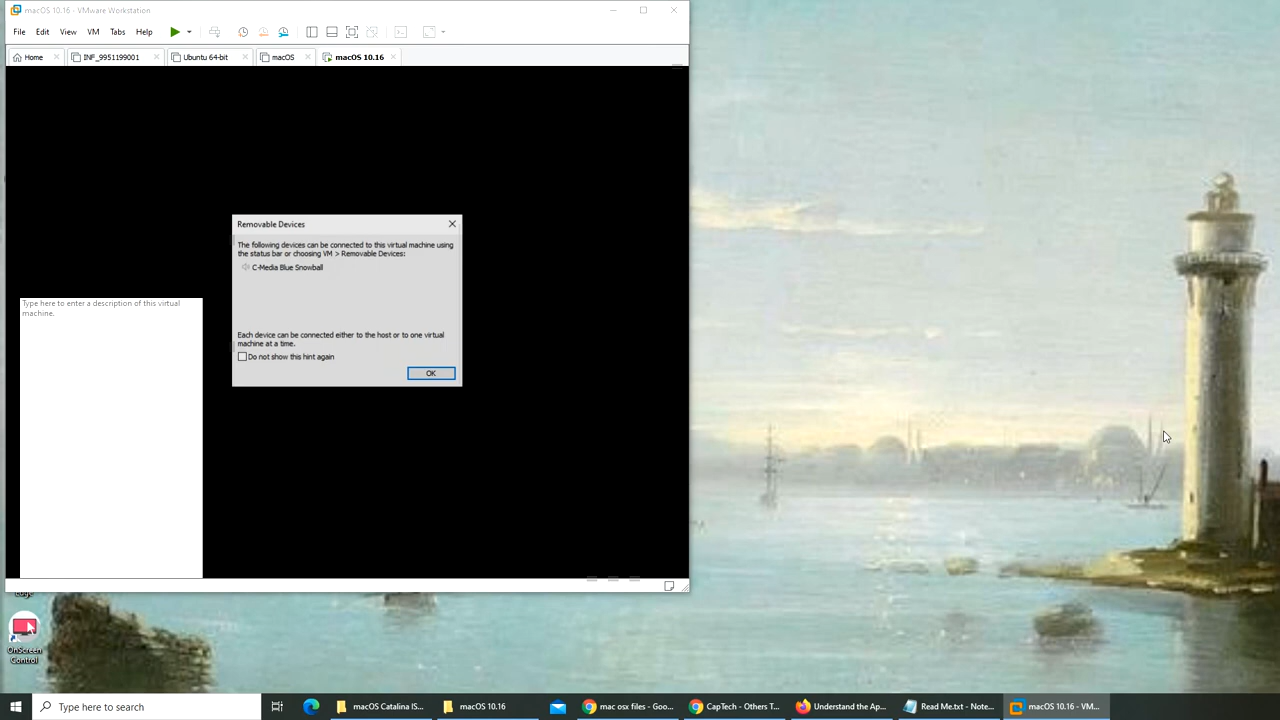 macOS 10.16 - VMware Workstation
File Edit View VM Tabs Help
Home INF_9951199001 Ubuntu 64-bit macOS macOS 10.16
Removable Devices
The following devices can be connected to this virtual machine using
the status bar or choosing VM > Removable Devices:
C-Media Blue Snowball
Type here to enter a description of this virtual
machine.
Each device can be connected either to the host or to one virtual
machine at a time.
Do not show this hint again
OK
OnScreen
Control
Type here to search
macOS Catalina IS...
10.16
mac osx files - Goo...
CapTech - Others T...
Understand the Ap...
Read Me.txt - Note...
macOS 10.16 - VM...